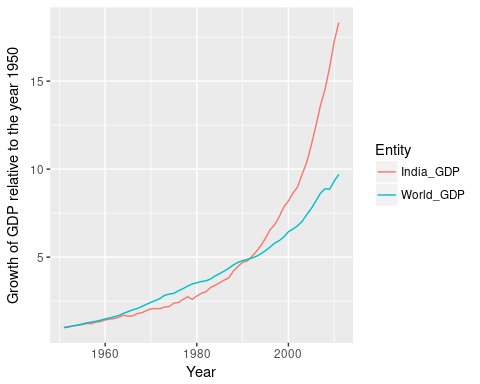 Growth of GDP relative to the year 1950
15
10
5
1960
1980
2000
Year
Entity
India_GDP
World_GDP